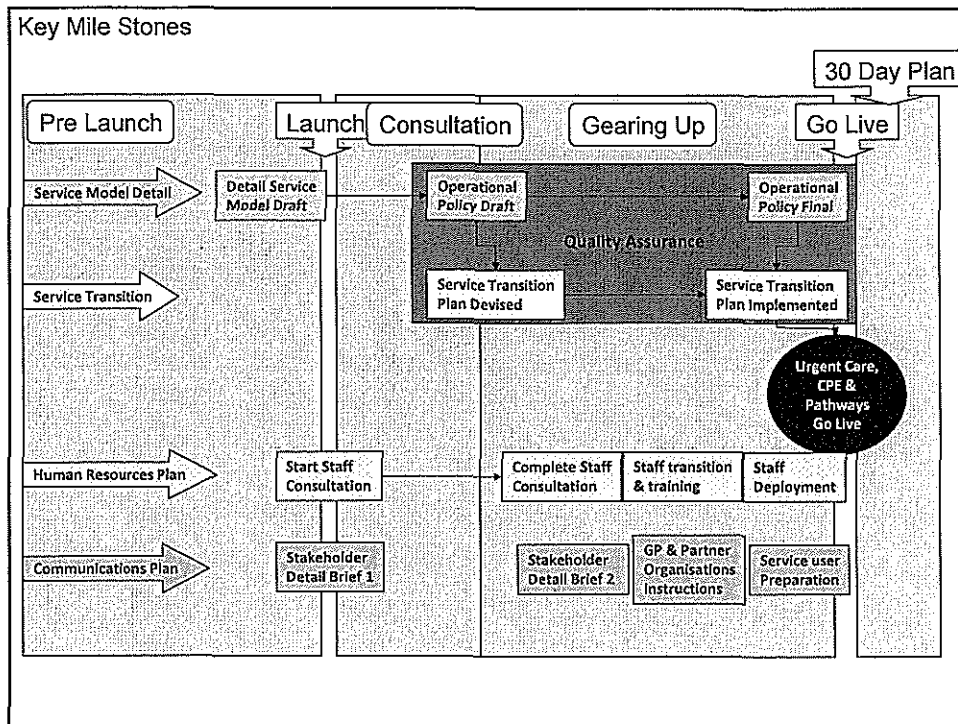 Key Mile Stones
30 Day Plan
Pre Launch
Launch
Consultation
Gearing Up
Go Live
Service Model Detail
Detail Service
Model Draft
Operational
Policy Draft
Operational
Policy Final
Quality Assurance
Service Transition
Service Transition
Plan Devised
Service Transition
Plan Implemented
Urgent Care,
CPE &
Pathways
Go Live
Human Resources Plan
Start Staff
Consultation
Complete Staff
Consultation
Staff transition
& training
Staff
Deployment
Communications Plan
Stakeholder
Detail Brief 1
Stakeholder
Detail Brief 2
GP & Partner
Organisations
Instructions
Service user
Preparation